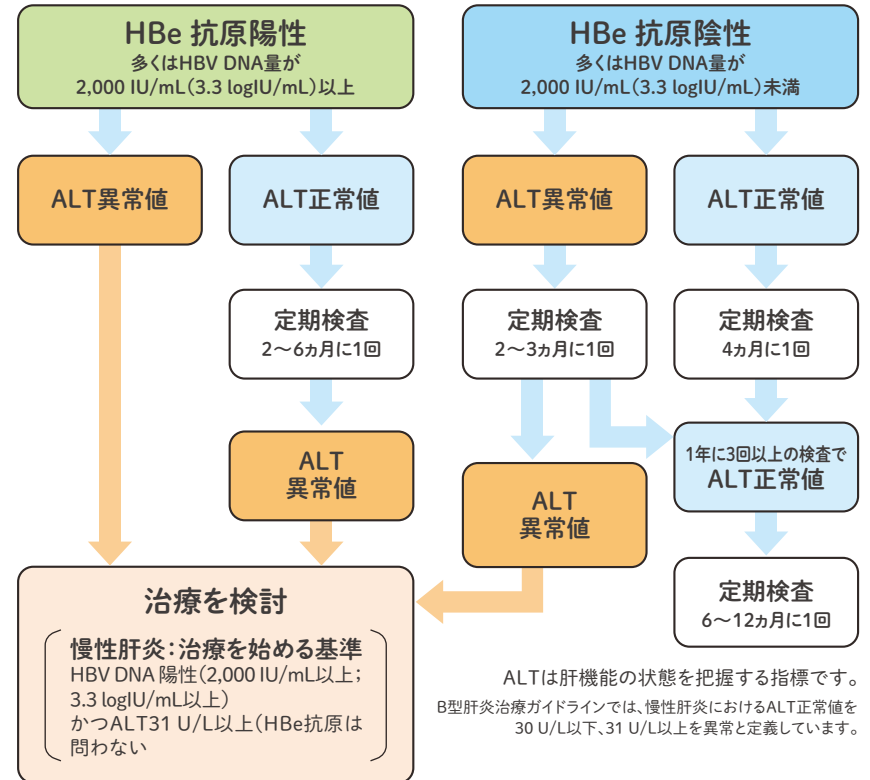 HBe 抗原陽性
多くはHBV DNA量が
2,000 IU/mL(3.3 logIU/mL)以上
HBe 抗原陰性
多くはHBV DNA量が
2,000 IU/mL(3.3 logIU/mL)未満
ALT異常値
ALT正常値
ALT異常値
ALT正常値
定期検査
2〜6ヵ月に1回
定期検査
2〜3ヵ月に1回
定期検査
4ヵ月に1回
ALT
異常値
ALT
異常値
1年に3回以上の検査で
ALT正常値
定期検査
6〜12ヵ月に1回
治療を検討
慢性肝炎：治療を始める基準
HBV DNA 陽性(2,000 IU/mL以上；
3.3 logIU/mL以上)
かつALT31 U/L以上(HBe抗原は
問わない
ALTは肝機能の状態を把握する指標です。
B型肝炎治療ガイドラインでは、慢性肝炎におけるALT正常値を
30 U/L以下、31 U/L以上を異常と定義しています。